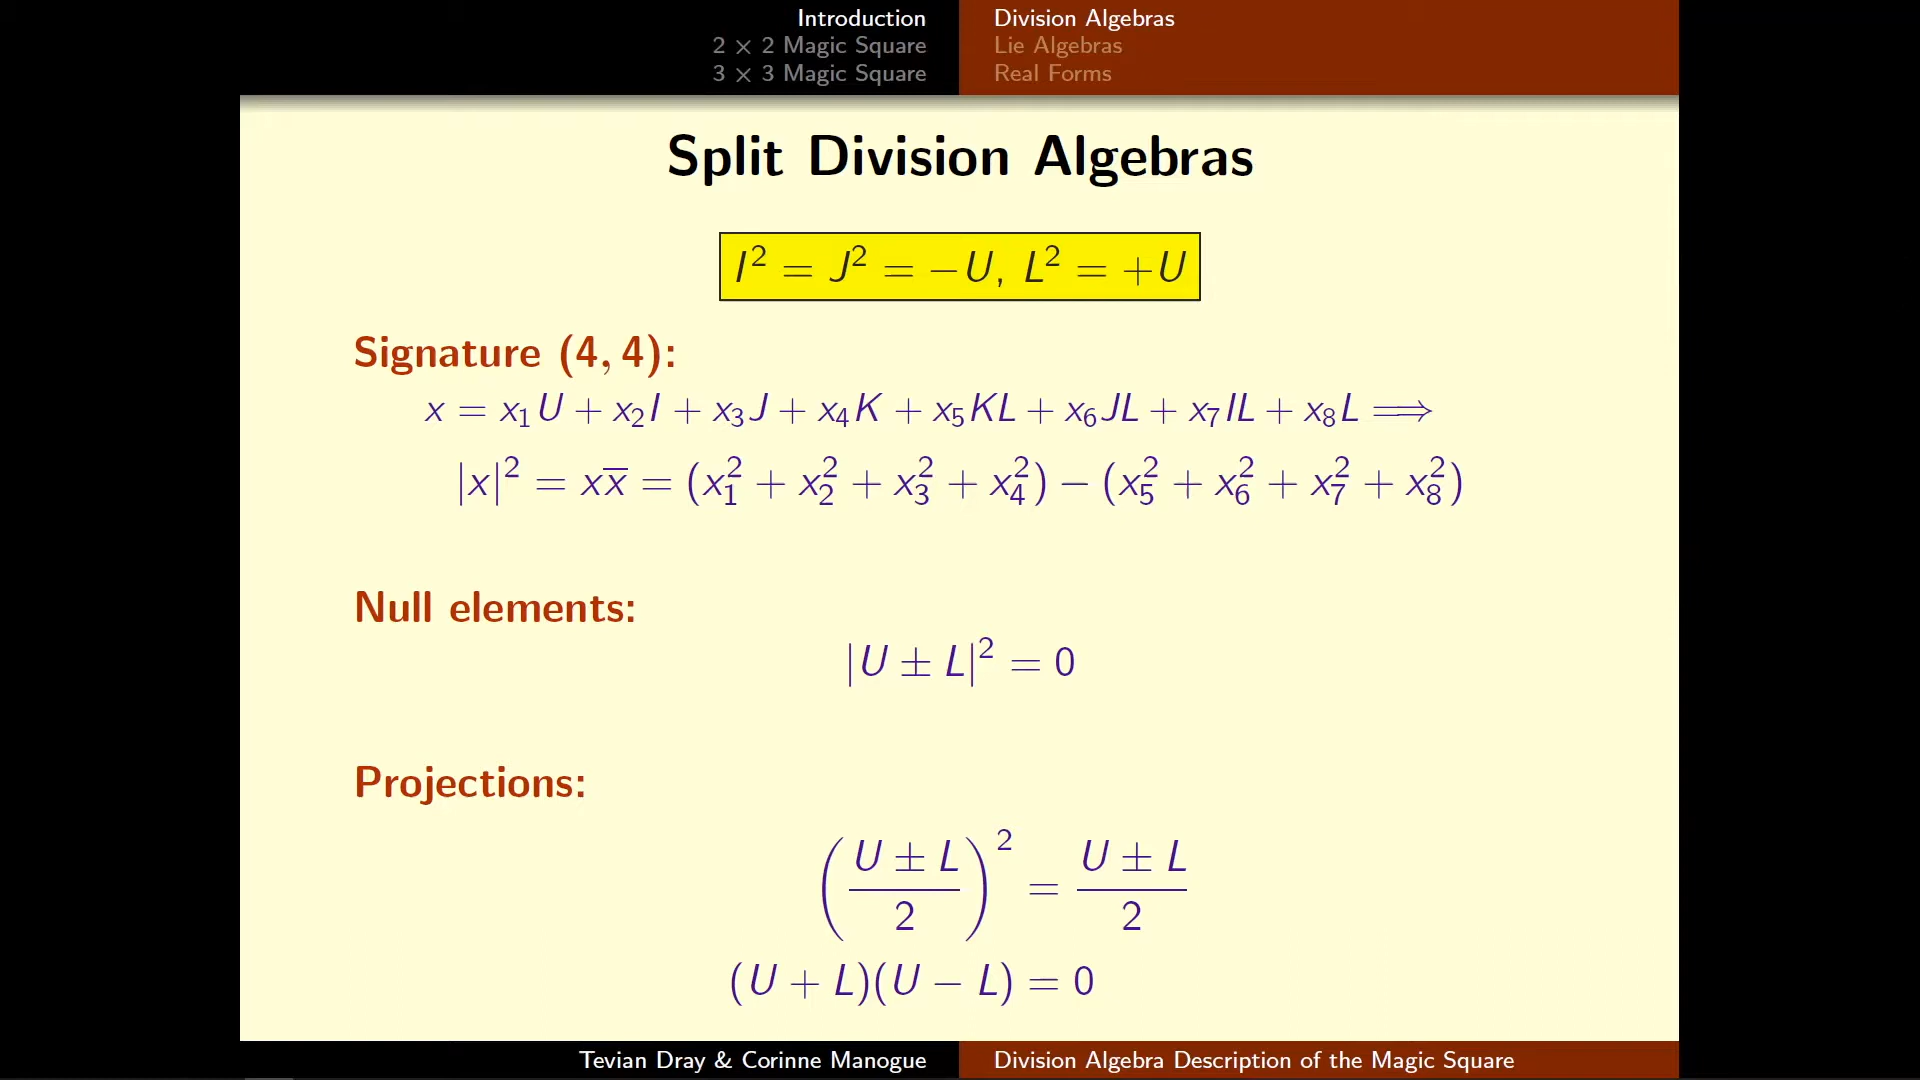 Introduction
2 × 2 Magic Square
3 × 3 Magic Square
Division Algebras
Lie Algebras
Real Forms
Split Division Algebras
I² = J² = −U, L² = +U
Signature (4, 4):
x = x₁U + x₂I + x₃J + x₄K + x₅KL + x₆JL + x₇IL + x₈L ⟹
|x|² = xx̅ = (x₁² + x₂² + x₃² + x₄²) − (x₅² + x₆² + x₇² + x₈²)
Null elements:
|U ± L|² = 0
Projections:
((U ± L)/2)² = (U ± L)/2
(U + L)(U − L) = 0
Tevian Dray & Corinne Manogue
Division Algebra Description of the Magic Square